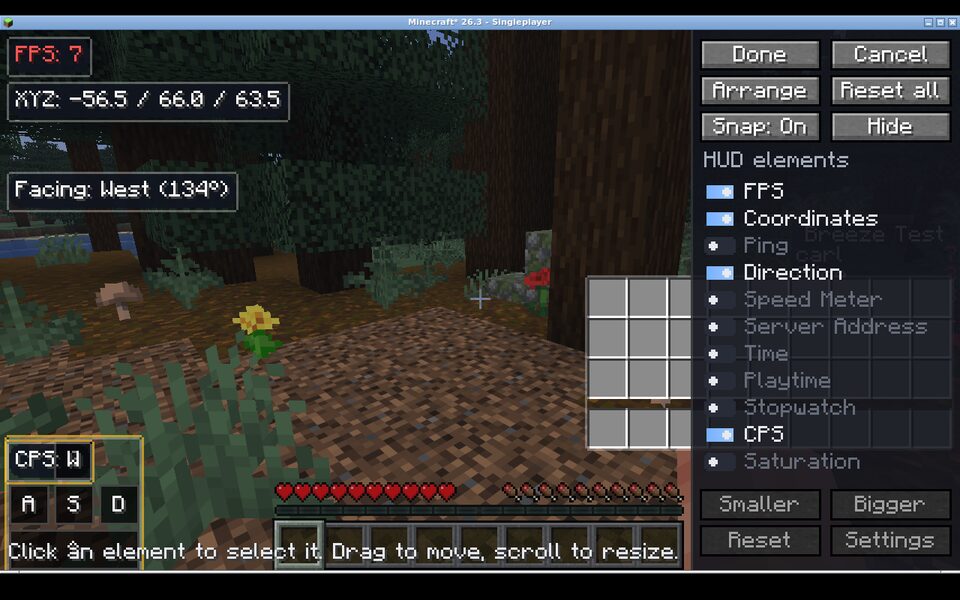 Minecraft* 26.3 - Singleplayer
FPS: 7
XYZ: -56.5 / 66.0 / 63.5
Facing: West (134°)
Done
Cancel
Arrange
Reset all
Snap: On
Hide
HUD elements
FPS
Coordinates
Breeze Test
Ping
carl
Direction
Speed Meter
Server Address
Time
Playtime
Stopwatch
CPS
Saturation
CPS
W
A S D
Smaller
Bigger
Reset
Settings
Click an element to select it. Drag to move, scroll to resize.